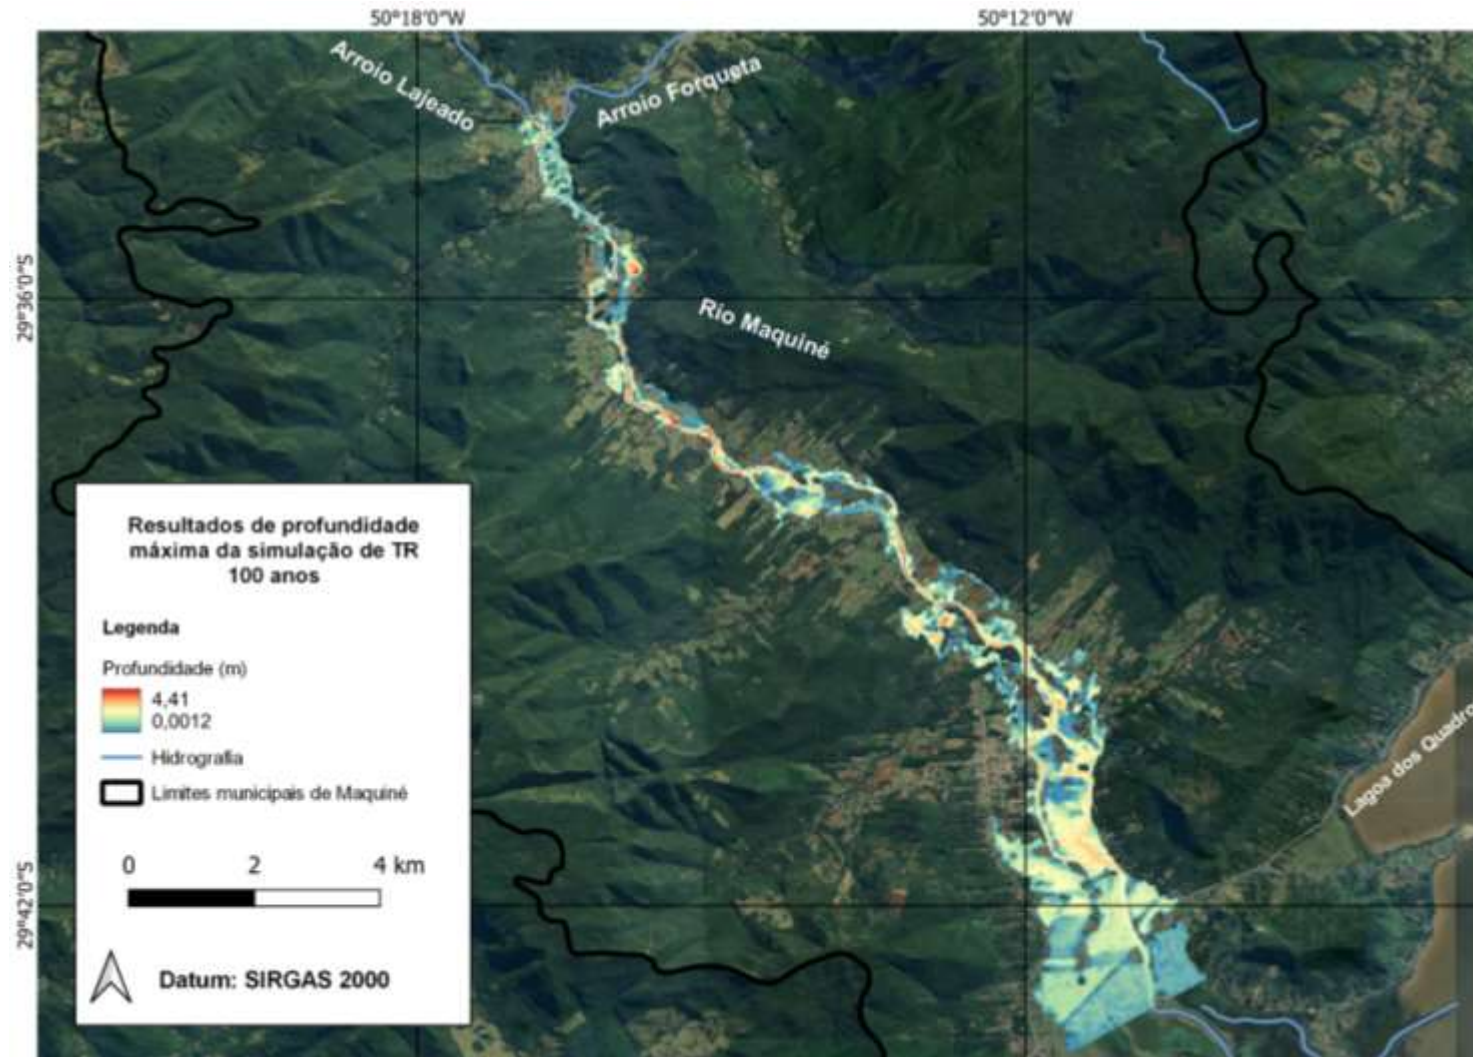 50°18'0"W
50°12'0"W
Arroio Lajeado
Arroio Forqueta
29°36'0"S
Rio Maquiné
Resultados de profundidade
máxima da simulação de TR
100 anos
Legenda
Profundidade (m)
4,41
0,0012
Hidrografia
Limites municipais de Maquiné
Lagoa dos Quadro
0 2 4 km
29°42'0"S
Datum: SIRGAS 2000